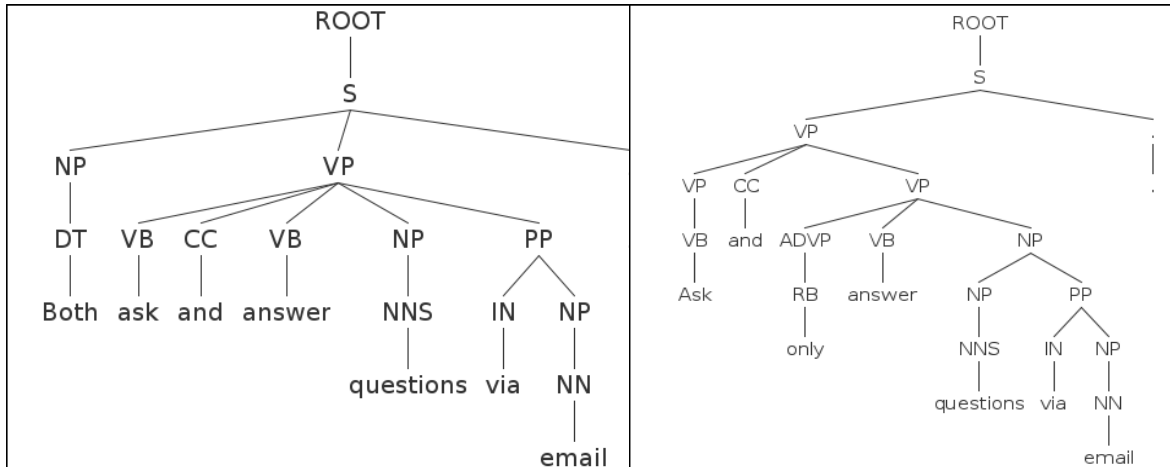 ROOT
S
NP VP
DT VB CC VB NP PP
Both ask and answer NNS IN NP
questions via NN
email
ROOT
S
VP .
VP CC VP .
VB and ADVP VB NP
Ask RB answer NP PP
only NNS IN NP
questions via NN
email